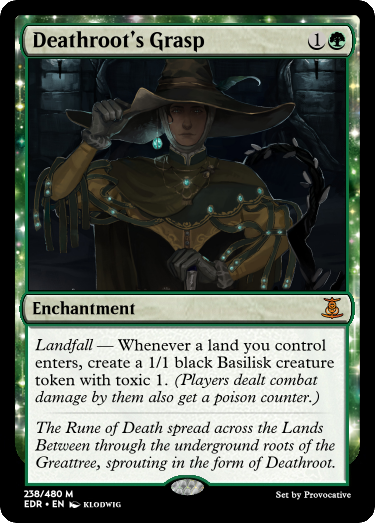 Deathroot's Grasp 1
Enchantment
Landfall — Whenever a land you control
enters, create a 1/1 black Basilisk creature
token with toxic 1. (Players dealt combat
damage by them also get a poison counter.)
The Rune of Death spread across the Lands
Between through the underground roots of the
Greattree, sprouting in the form of Deathroot.
238/480 M
EDR • EN KLODWIG
Set by Provocative